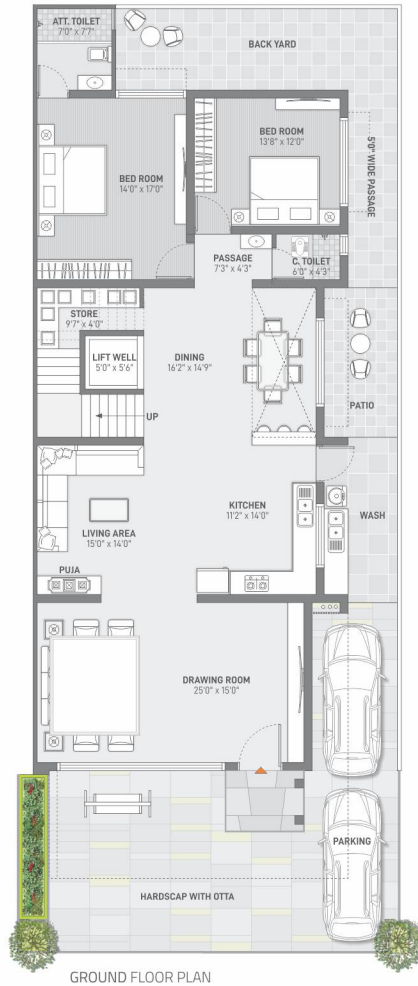 ATT. TOILET
7'0" x 7'7"
BACK YARD
BED ROOM
14'0" x 17'0"
BED ROOM
13'8" x 12'0"
5'0" WIDE PASSAGE
PASSAGE
7'3" x 4'3"
C. TOILET
6'0" x 4'3"
STORE
9'7" x 4'0"
LIFT WELL
5'0" x 5'6"
DINING
16'2" x 14'9"
PATIO
UP
KITCHEN
11'2" x 14'0"
WASH
LIVING AREA
15'0" x 14'0"
PUJA
DRAWING ROOM
25'0" x 15'0"
PARKING
HARDSCAP WITH OTTA
GROUND FLOOR PLAN